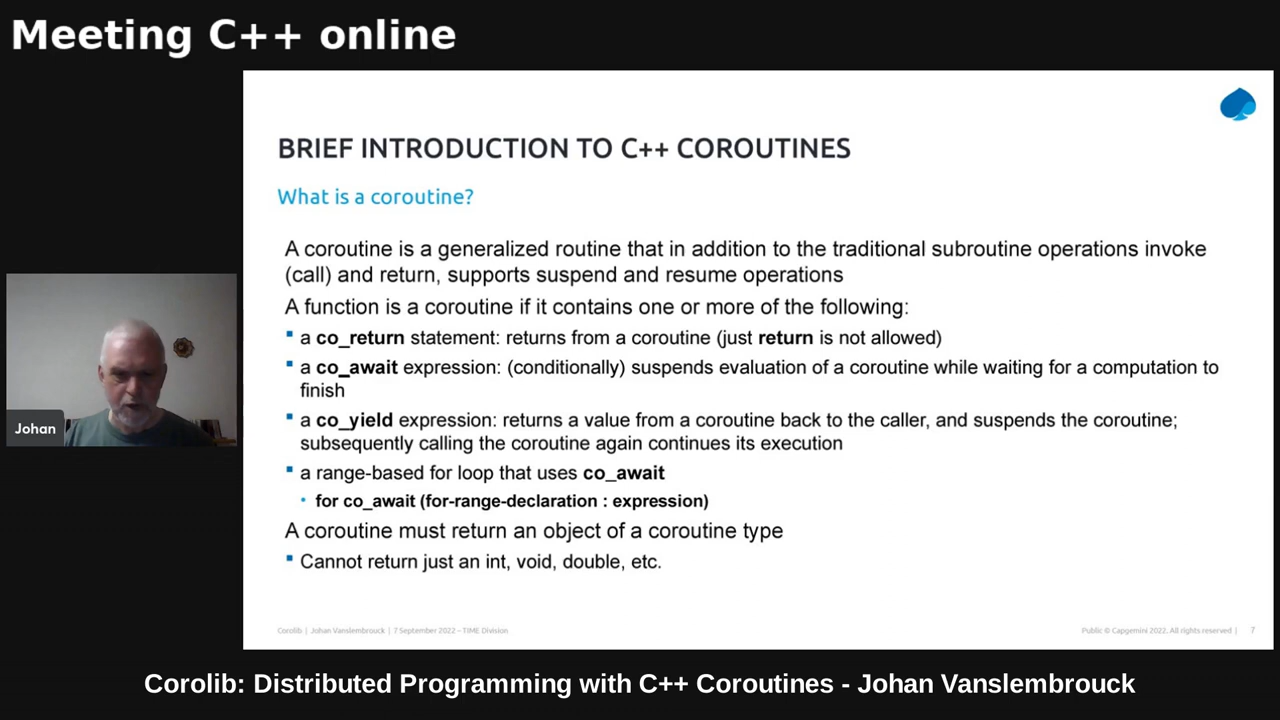 Meeting C++ online
BRIEF INTRODUCTION TO C++ COROUTINES
What is a coroutine?
A coroutine is a generalized routine that in addition to the traditional subroutine operations invoke
(call) and return, supports suspend and resume operations
A function is a coroutine if it contains one or more of the following:
a co_return statement: returns from a coroutine (just return is not allowed)
a co_await expression: (conditionally) suspends evaluation of a coroutine while waiting for a computation to
finish
a co_yield expression: returns a value from a coroutine back to the caller, and suspends the coroutine;
subsequently calling the coroutine again continues its execution
a range-based for loop that uses co_await
for co_await (for-range-declaration : expression)
A coroutine must return an object of a coroutine type
Cannot return just an int, void, double, etc.
Johan
Corolib | Johan Vanslembrouck | 7 September 2022 – TIME Division
Public © Capgemini 2022. All rights reserved | 7
Corolib: Distributed Programming with C++ Coroutines - Johan Vanslembrouck